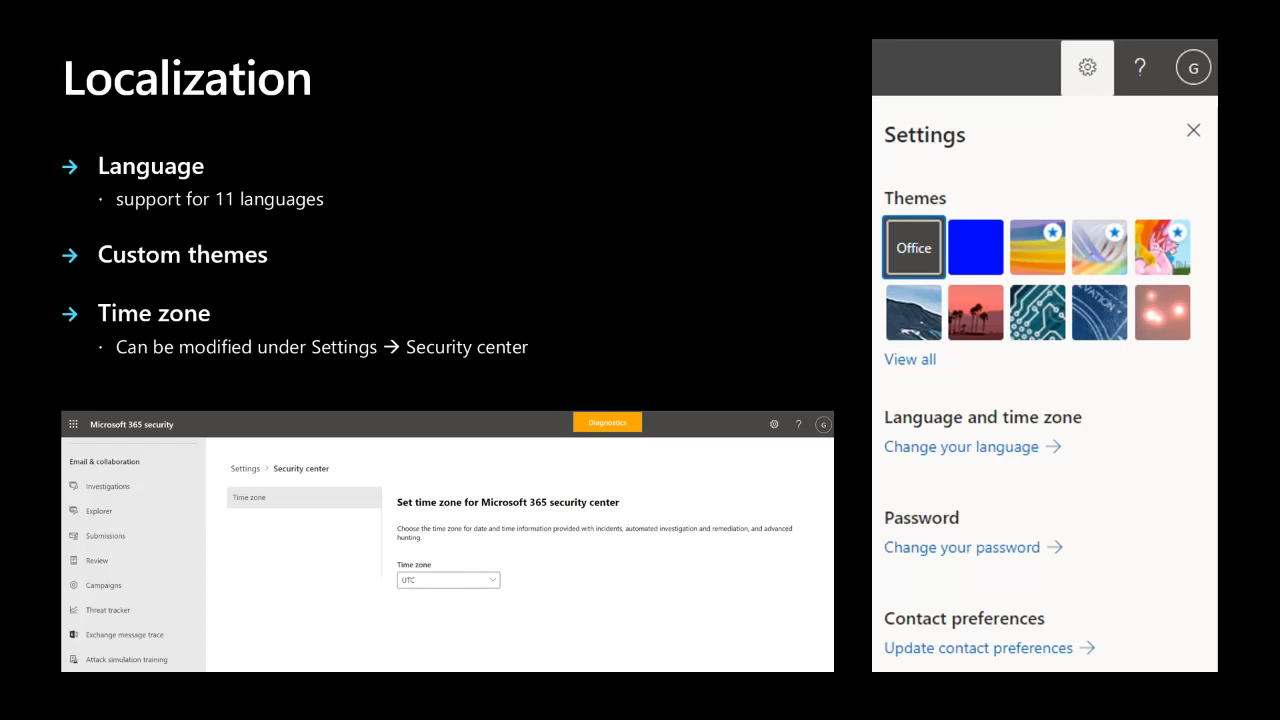 Localization
→ Language
· support for 11 languages
→ Custom themes
→ Time zone
· Can be modified under Settings → Security center
Microsoft 365 security
Diagnostics
?
G
Email & collaboration
Investigations
Explorer
Submissions
Review
Campaigns
Threat tracker
Exchange message trace
Attack simulation training
Settings > Security center
Time zone
Set time zone for Microsoft 365 security center
Choose the time zone for date and time information provided with incidents, automated investigation and remediation, and advanced
hunting.
Time zone
UTC
?
G
Settings
Themes
Office
VATION
View all
Language and time zone
Change your language →
Password
Change your password →
Contact preferences
Update contact preferences →